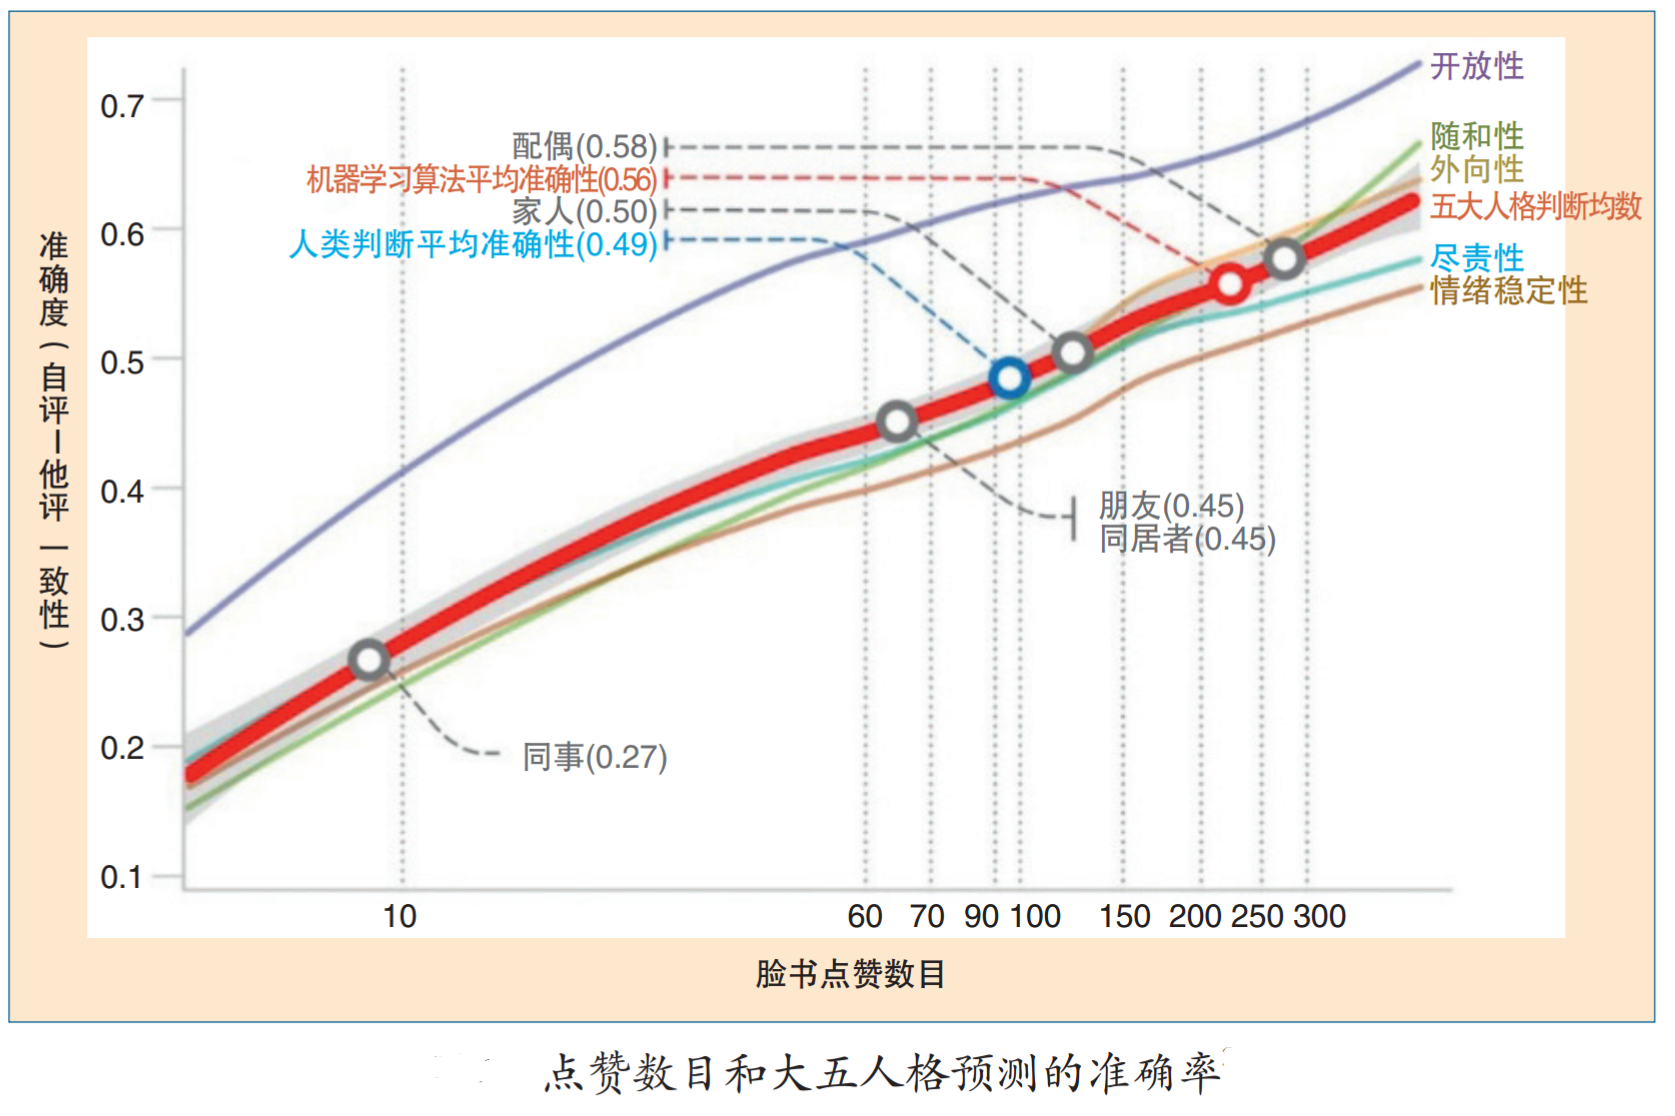 0.7
0.6
0.5
0.4
0.3
0.2
0.1
准确度(自评—他评一致性)
配偶(0.58)
机器学习算法平均准确性(0.56)
家人(0.50)
人类判断平均准确性(0.49)
朋友(0.45)
同居者(0.45)
同事(0.27)
开放性
随和性
外向性
五大人格判断均数
尽责性
情绪稳定性
10 60 70 90 100 150 200 250 300
脸书点赞数目
点赞数目和大五人格预测的准确率